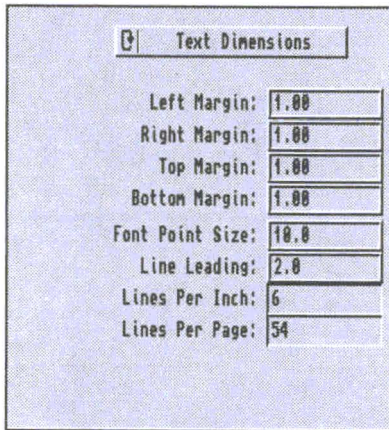 Text Dimensions
Left Margin: 1.00
Right Margin: 1.00
Top Margin: 1.00
Bottom Margin: 1.00
Font Point Size: 10.0
Line Leading: 2.0
Lines Per Inch: 6
Lines Per Page: 54